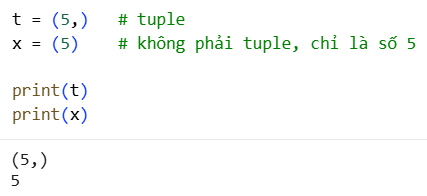 t = (5,)   # tuple
x = (5)    # không phải tuple, chỉ là số 5
print(t)
print(x)
(5,)
5